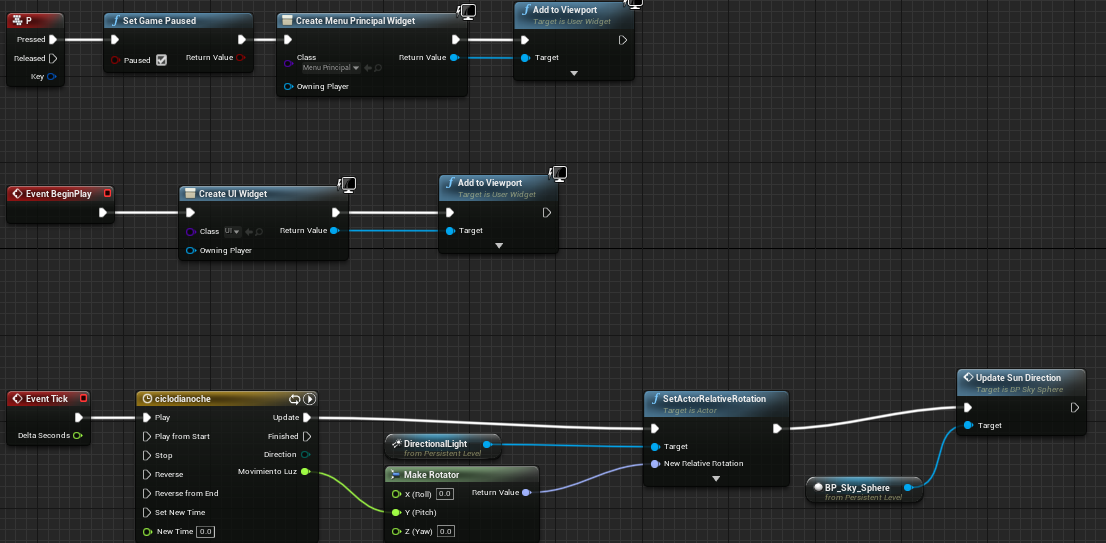 P
Pressed
Released
Key
Set Game Paused
Paused
Return Value
Create Menu Principal Widget
Class
Menu Principal
Return Value
Owning Player
Add to Viewport
Target is User Widget
Target
Event BeginPlay
Create UI Widget
Class
UI
Return Value
Owning Player
Add to Viewport
Target is User Widget
Target
Event Tick
Delta Seconds
ciclodianoche
Play
Update
Play from Start
Finished
Stop
Direction
Reverse
Movimiento Luz
Reverse from End
Set New Time
New Time 0.0
DirectionalLight
from Persistent Level
Make Rotator
X (Roll) 0.0
Return Value
Y (Pitch)
Z (Yaw) 0.0
SetActorRelativeRotation
Target is Actor
Target
New Relative Rotation
BP_Sky_Sphere
from Persistent Level
Update Sun Direction
Target is BP Sky Sphere
Target